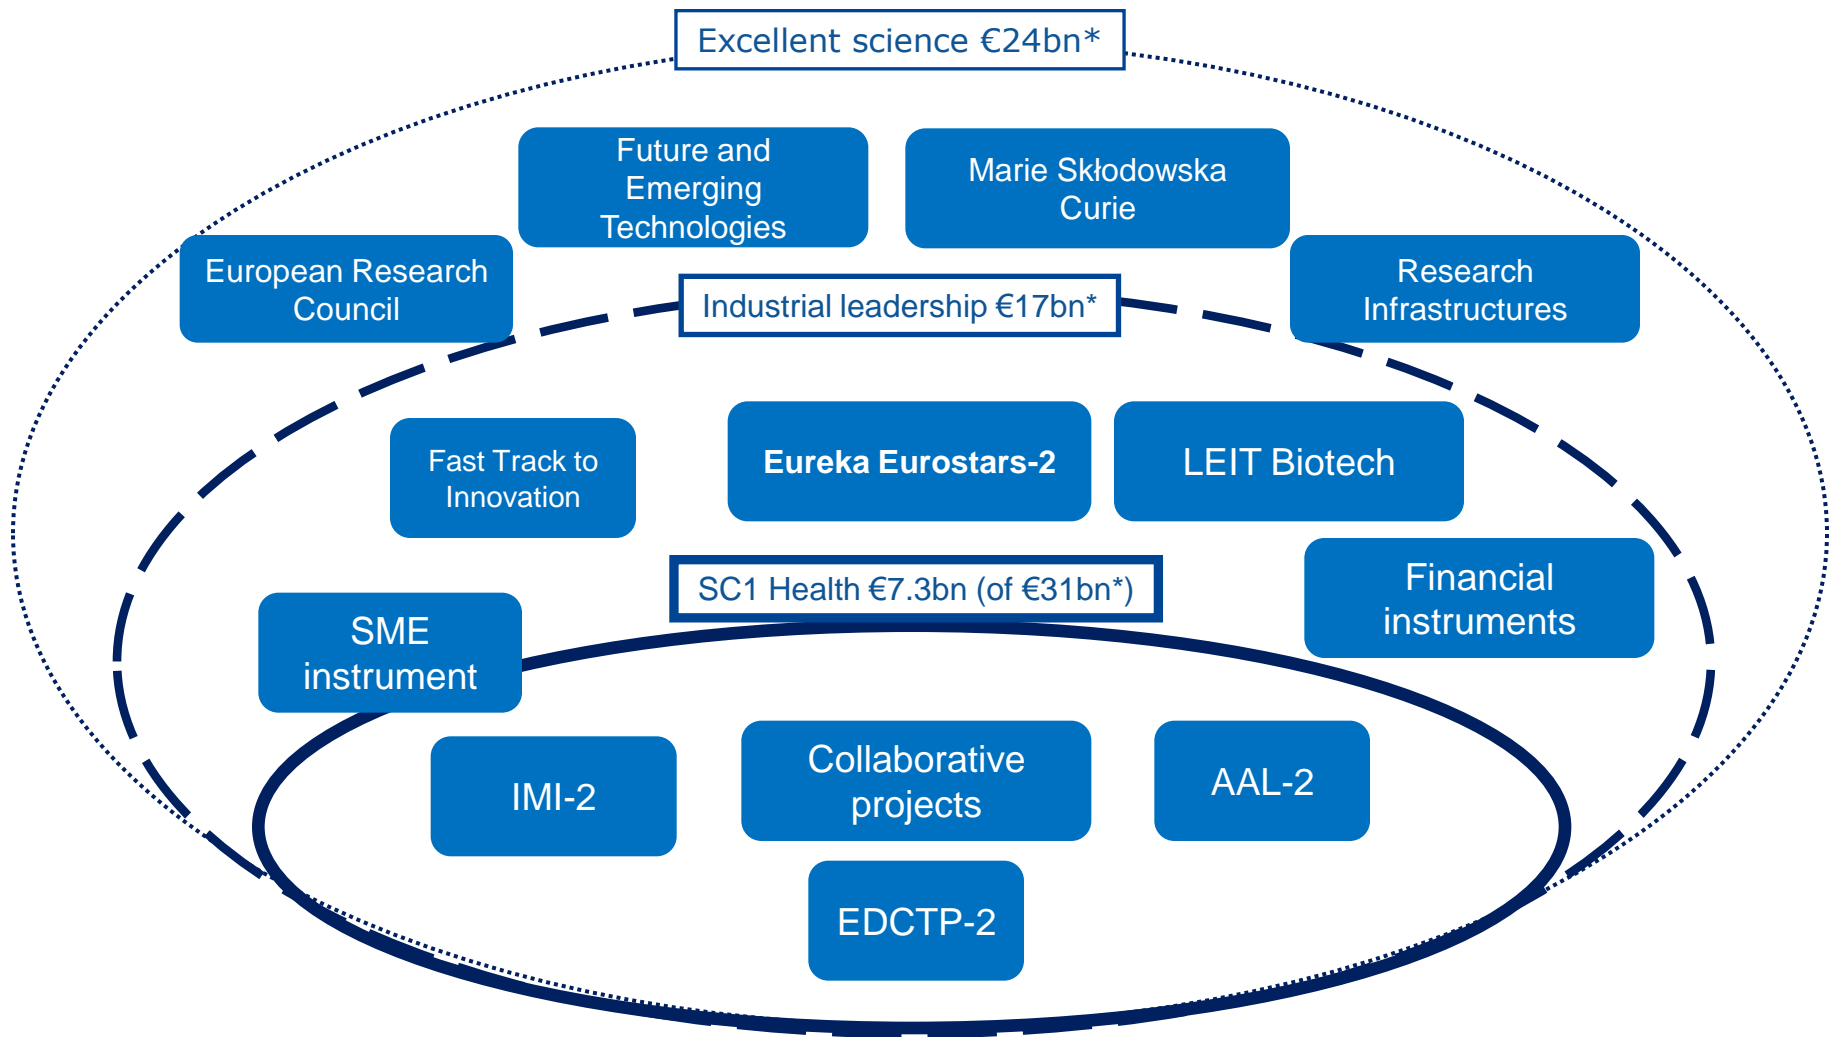 Excellent science €24bn*
Future and
Emerging
Technologies
Marie Skłodowska
Curie
European Research
Council
Research
Infrastructures
Industrial leadership €17bn*
Fast Track to
Innovation
Eureka Eurostars-2
LEIT Biotech
SC1 Health €7.3bn (of €31bn*)
Financial
instruments
SME
instrument
IMI-2
Collaborative
projects
AAL-2
EDCTP-2